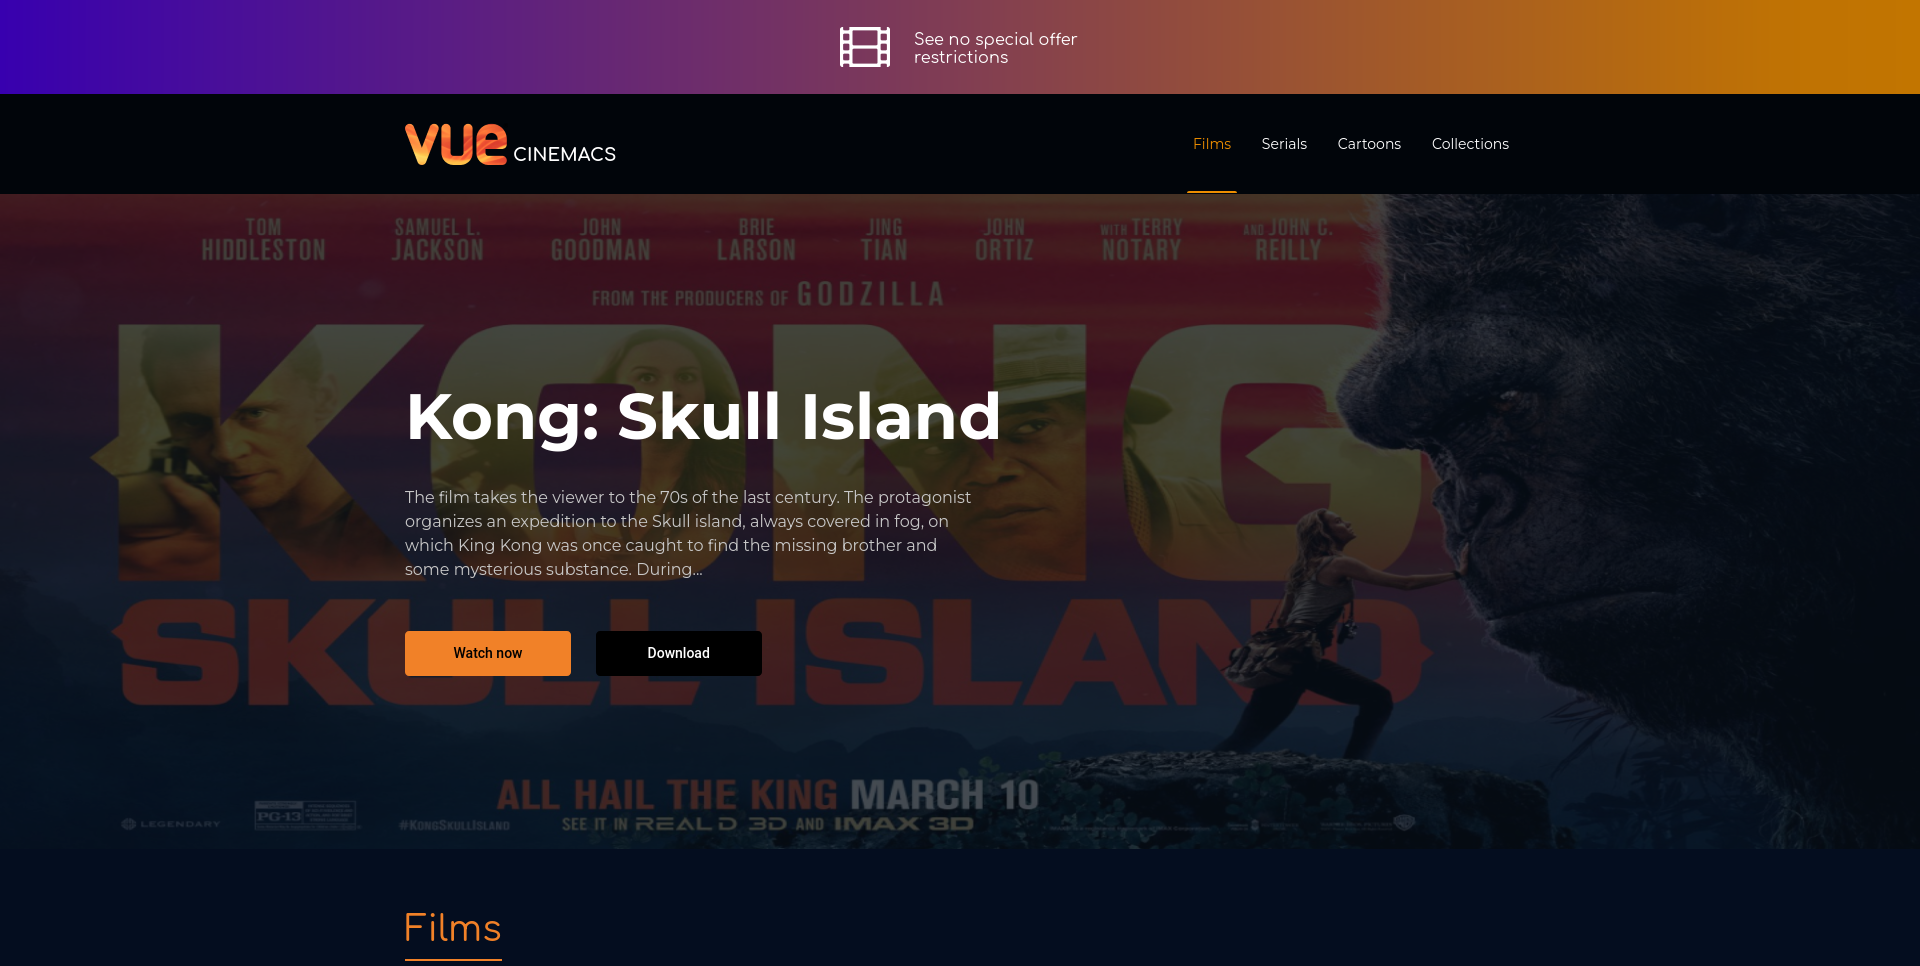 See no special offer
restrictions
vue CINEMACS
Films
Serials
Cartoons
Collections
TOM HIDDLESTON
SAMUEL L. JACKSON
JOHN GOODMAN
BRIE LARSON
JING TIAN
JOHN ORTIZ
WITH TERRY NOTARY
AND JOHN C. REILLY
FROM THE PRODUCERS OF GODZILLA
KONG
Kong: Skull Island
The film takes the viewer to the 70s of the last century. The protagonist
organizes an expedition to the Skull island, always covered in fog, on
which King Kong was once caught to find the missing brother and
some mysterious substance. During...
SKULL ISLAND
Watch now
Download
ALL HAIL THE KING MARCH 10
LEGENDARY
PG-13
#KONGSKULLISLAND
SEE IT IN REAL D 3D AND IMAX 3D
Films